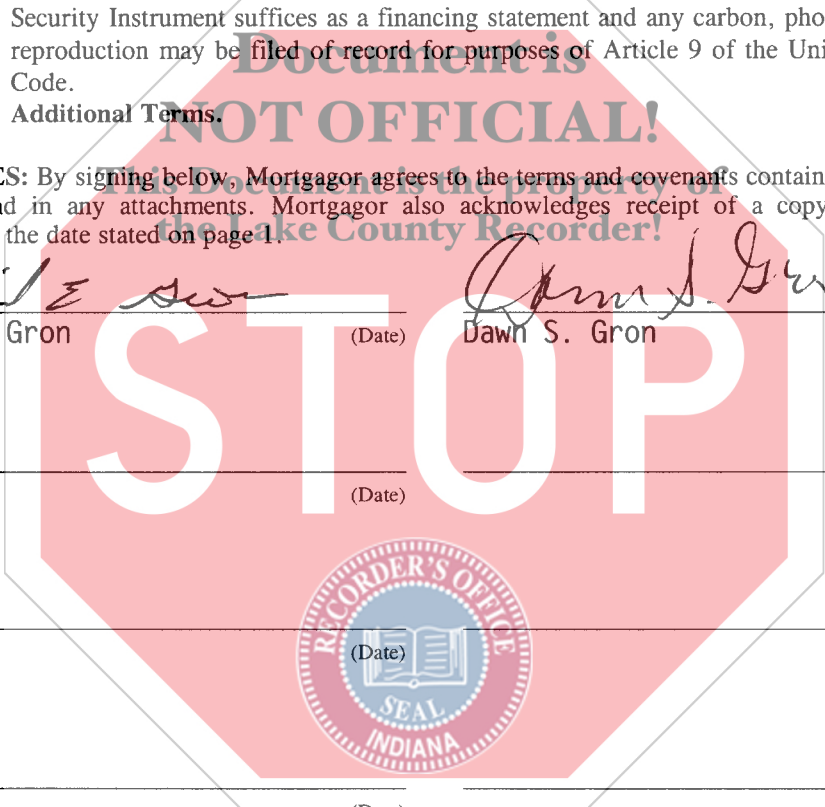 Security Instrument suffices as a financing statement and any carbon, pho
reproduction may be filed of record for purposes of Article 9 of the Uni
Code.
Additional Terms.
Document is
NOT OFFICIAL!
This Document is the property of
the Lake County Recorder!
ES: By signing below, Mortgagor agrees to the terms and covenants contain
d in any attachments. Mortgagor also acknowledges receipt of a copy
the date stated on page 1.
E Gron
Dawn S. Gron
Gron (Date) Dawn S. Gron
STOP
(Date)
(Date)
RECORDER'S OFFICE
SEAL
INDIANA